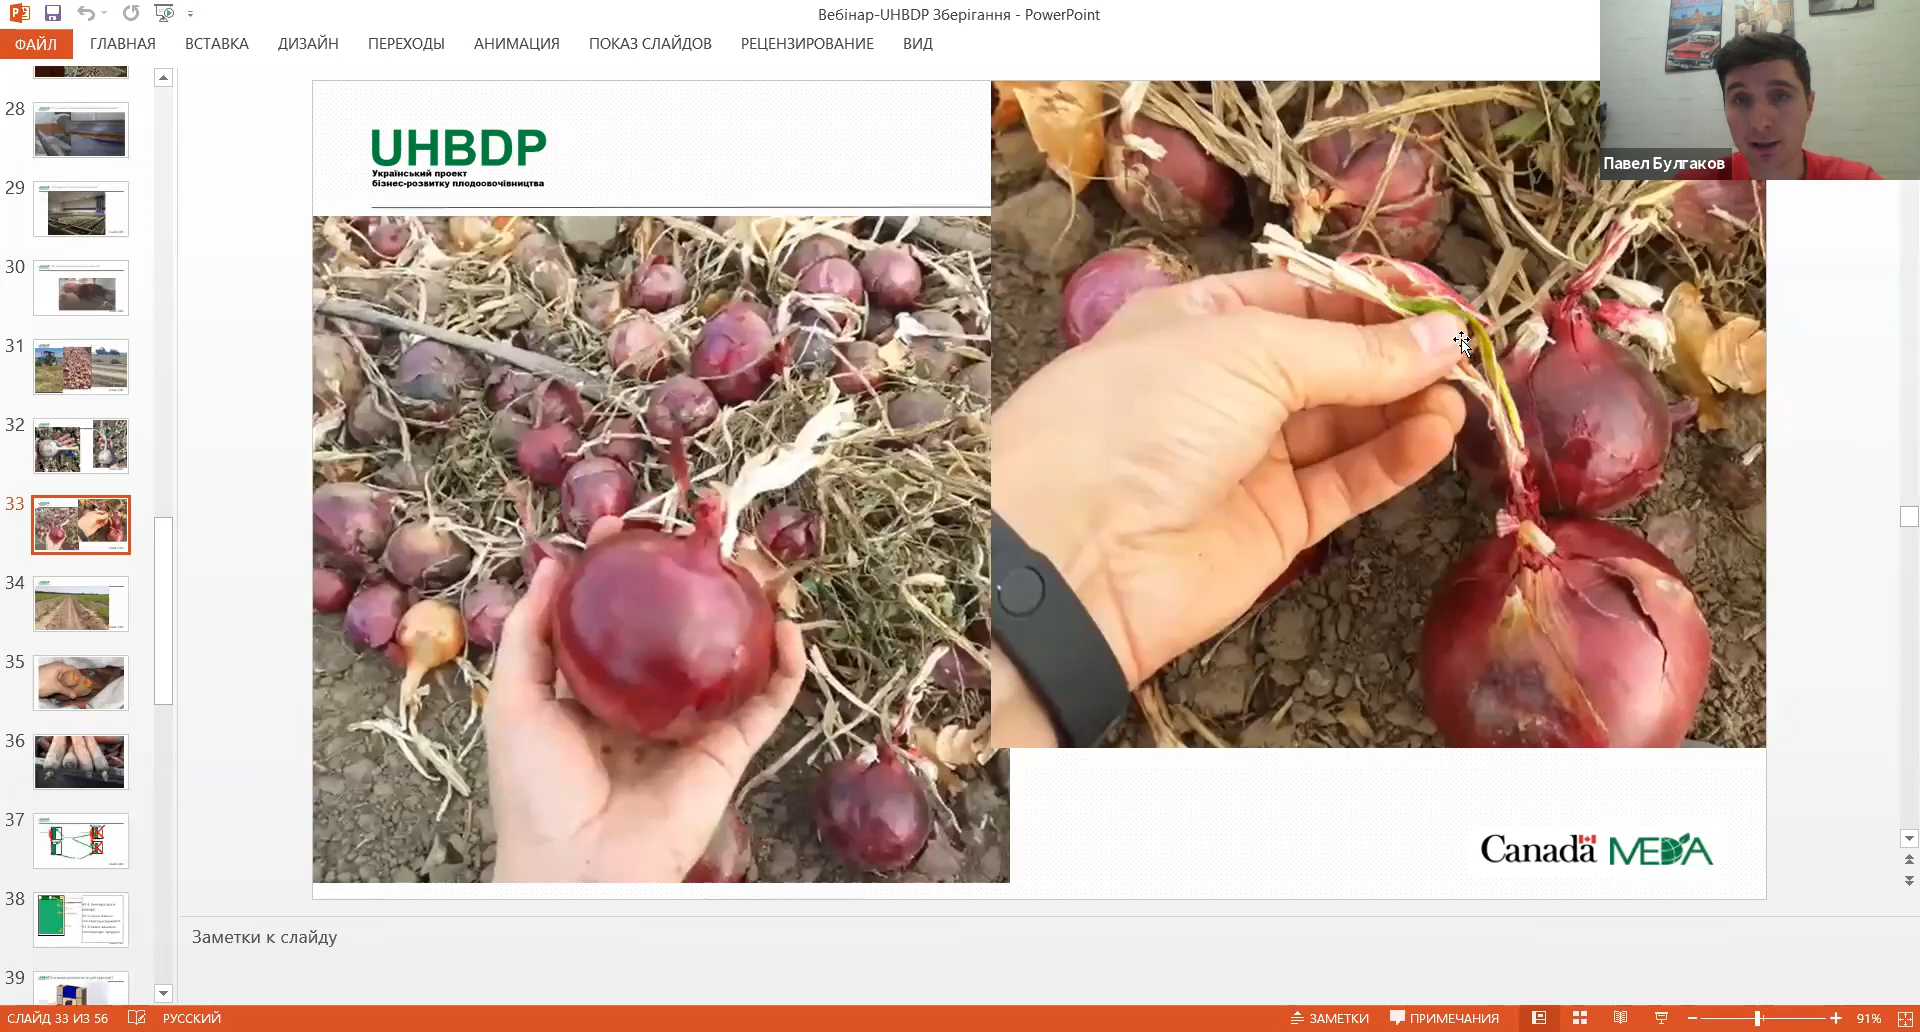 Вебінар-UHBDP Зберігання - PowerPoint
ФАЙЛ
ГЛАВНАЯ
ВСТАВКА
ДИЗАЙН
ПЕРЕХОДЫ
АНИМАЦИЯ
ПОКАЗ СЛАЙДОВ
РЕЦЕНЗИРОВАНИЕ
ВИД
Павел Булгаков
28
29
30
31
32
33
34
35
36
37
38
39
UHBDP
Український проект
бізнес-розвитку плодоовочівництва
Canada MEDA
Заметки к слайду
СЛАЙД 33 ИЗ 56
РУССКИЙ
ЗАМЕТКИ
ПРИМЕЧАНИЯ
91%